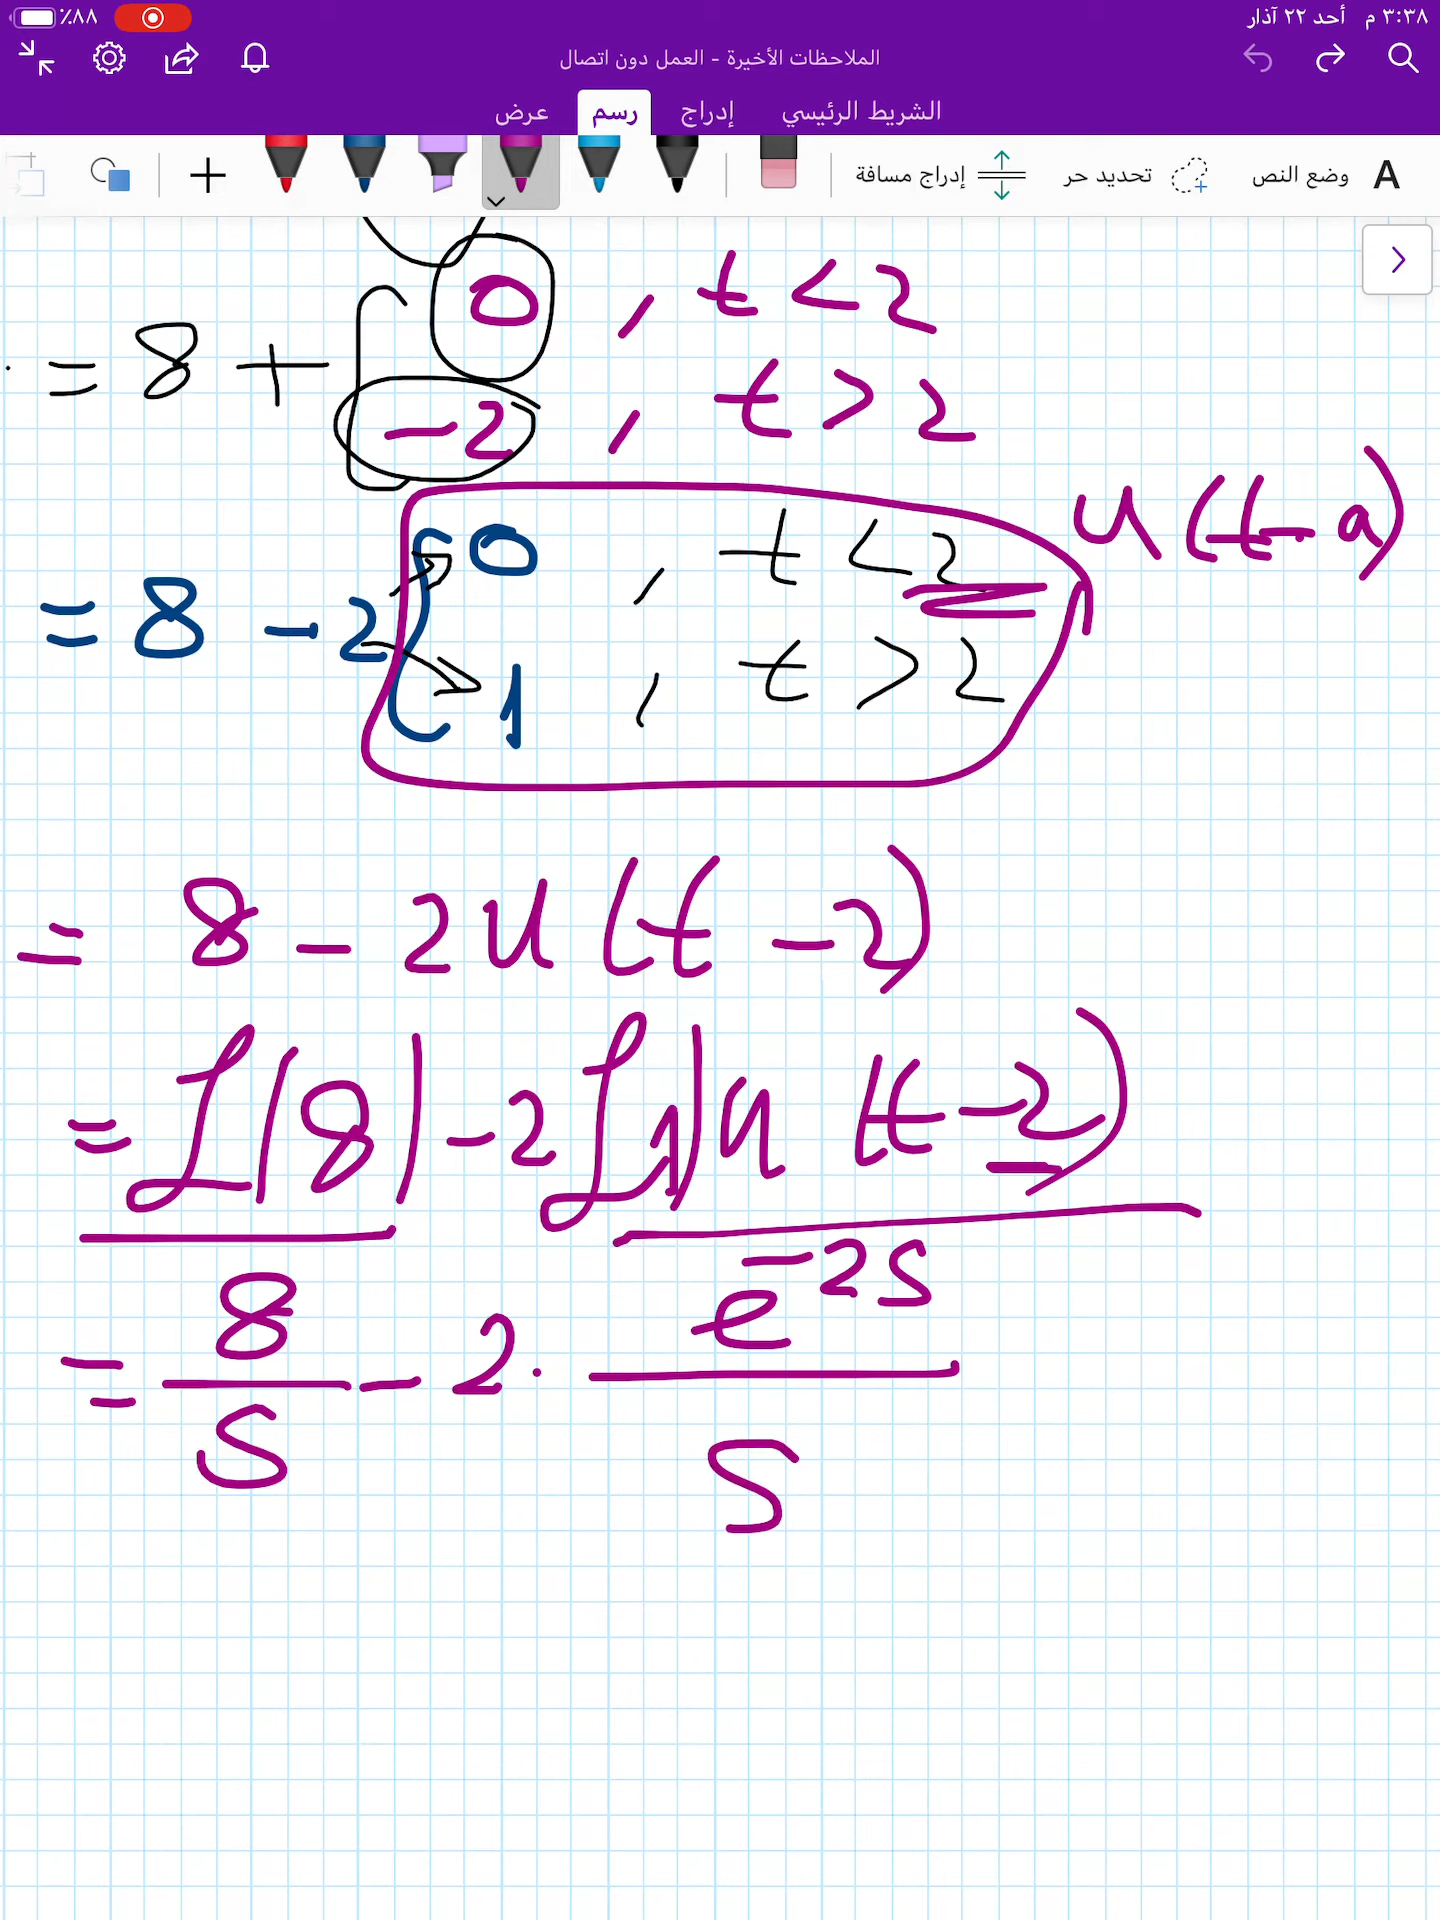 ٪٨٨ ٣:٣٨ م أحد ٢٢ آذار
الملاحظات الأخيرة - العمل دون اتصال
الشريط الرئيسي إدراج رسم عرض
A وضع النص تحديد حر إدراج مسافة
0 , t < 2
= 8 +
-2 , t > 2
u(t-a)
0 , t < 2
= 8 - 2
1 , t > 2
= 8 - 2u(t-2)
= ℒ(8) - 2ℒ 1) u(t-2)
= 8/s - 2 · e^-2s/s